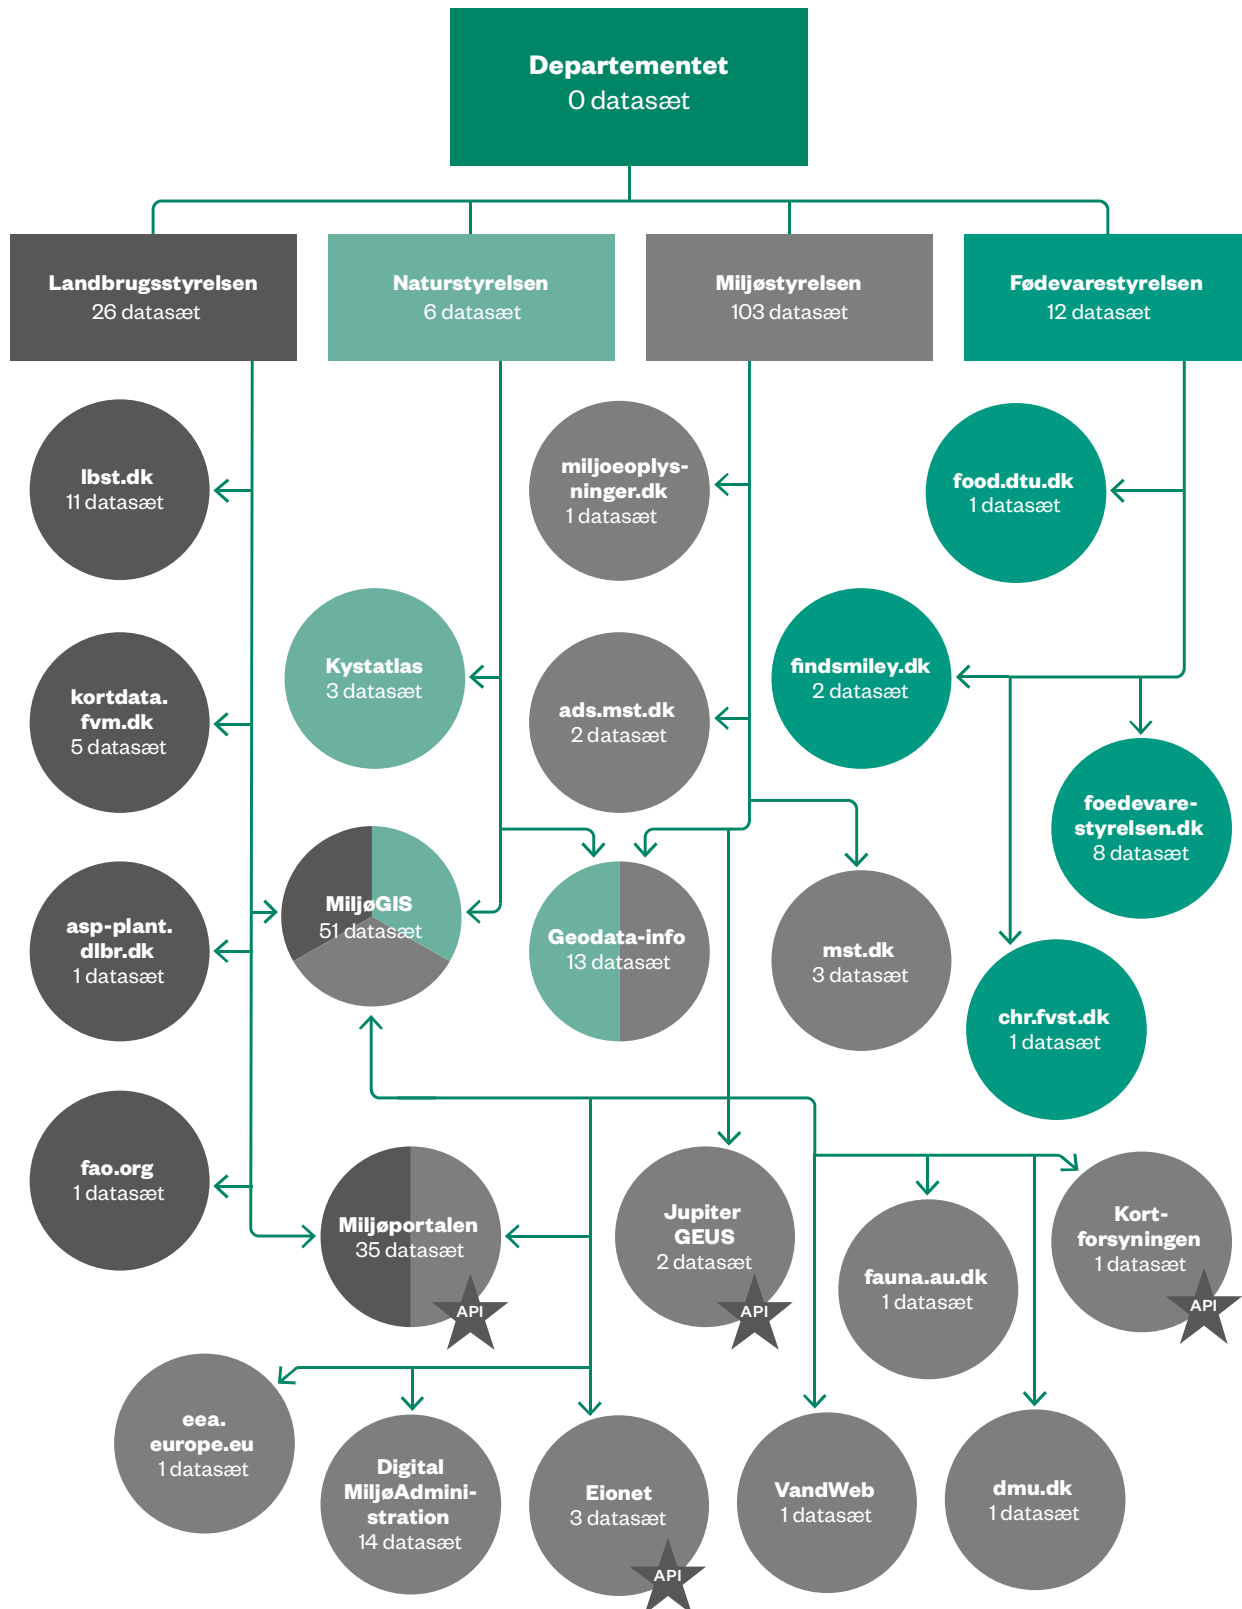 Departementet
0 datasæt
Landbrugsstyrelsen
26 datasæt
Naturstyrelsen
6 datasæt
Miljøstyrelsen
103 datasæt
Fødevarestyrelsen
12 datasæt
lbst.dk
11 datasæt
miljoeoplys-
ninger.dk
1 datasæt
food.dtu.dk
1 datasæt
Kystatlas
3 datasæt
findsmiley.dk
2 datasæt
kortdata.
fvm.dk
5 datasæt
ads.mst.dk
2 datasæt
foedevare-
styrelsen.dk
8 datasæt
MiljøGIS
51 datasæt
asp-plant.
dlbr.dk
1 datasæt
Geodata-info
13 datasæt
mst.dk
3 datasæt
chr.fvst.dk
1 datasæt
fao.org
1 datasæt
Miljøportalen
35 datasæt
API
Jupiter
GEUS
2 datasæt
API
fauna.au.dk
1 datasæt
Kort-
forsyningen
1 datasæt
API
eea.
europe.eu
1 datasæt
Digital
MiljøAdmini-
stration
14 datasæt
Eionet
3 datasæt
API
VandWeb
1 datasæt
dmu.dk
1 datasæt